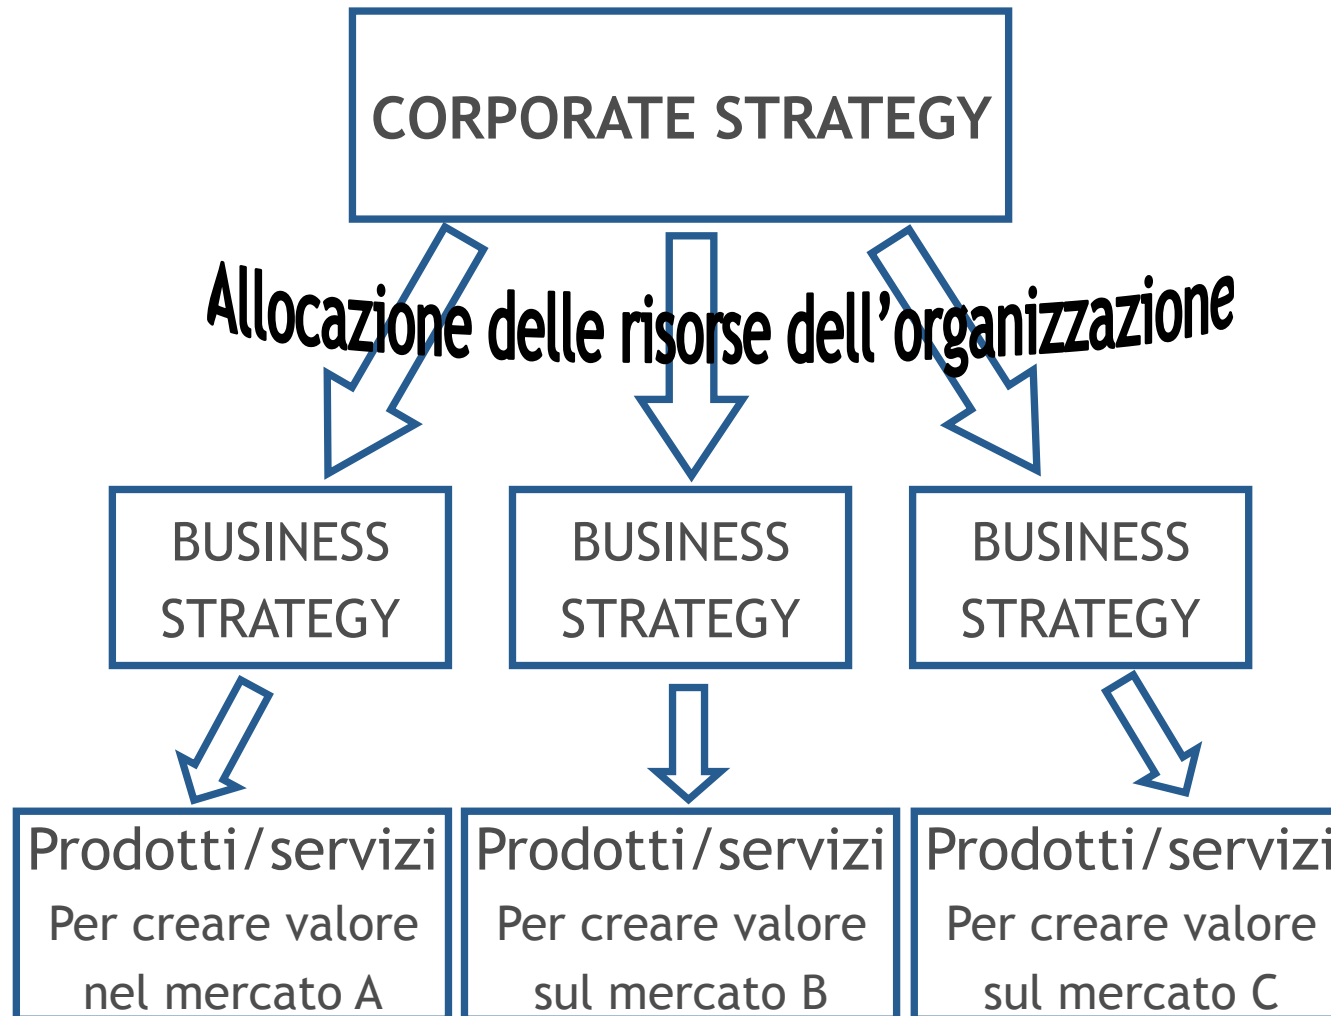 CORPORATE STRATEGY
Allocazione delle risorse dell’organizzazione
BUSINESS
STRATEGY
BUSINESS
STRATEGY
BUSINESS
STRATEGY
Prodotti/servizi
Per creare valore
nel mercato A
Prodotti/servizi
Per creare valore
sul mercato B
Prodotti/servizi
Per creare valore
sul mercato C